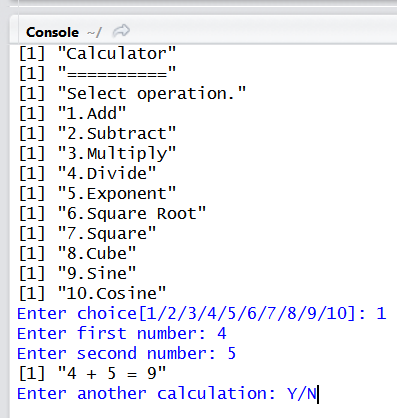 Console ~/
[1] "Calculator"
[1] "=========="
[1] "Select operation."
[1] "1.Add"
[1] "2.Subtract"
[1] "3.Multiply"
[1] "4.Divide"
[1] "5.Exponent"
[1] "6.Square Root"
[1] "7.Square"
[1] "8.Cube"
[1] "9.Sine"
[1] "10.Cosine"
Enter choice[1/2/3/4/5/6/7/8/9/10]: 1
Enter first number: 4
Enter second number: 5
[1] "4 + 5 = 9"
Enter another calculation: Y/N